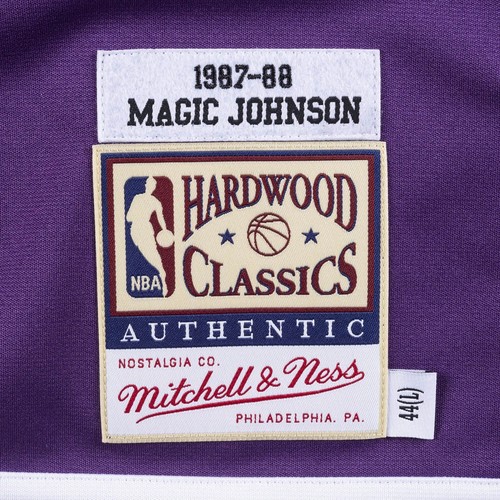 1987-88
MAGIC JOHNSON
HARDWOOD
CLASSICS
NBA
AUTHENTIC
NOSTALGIA CO.
Mitchell & Ness
PHILADELPHIA, PA.
44(L)